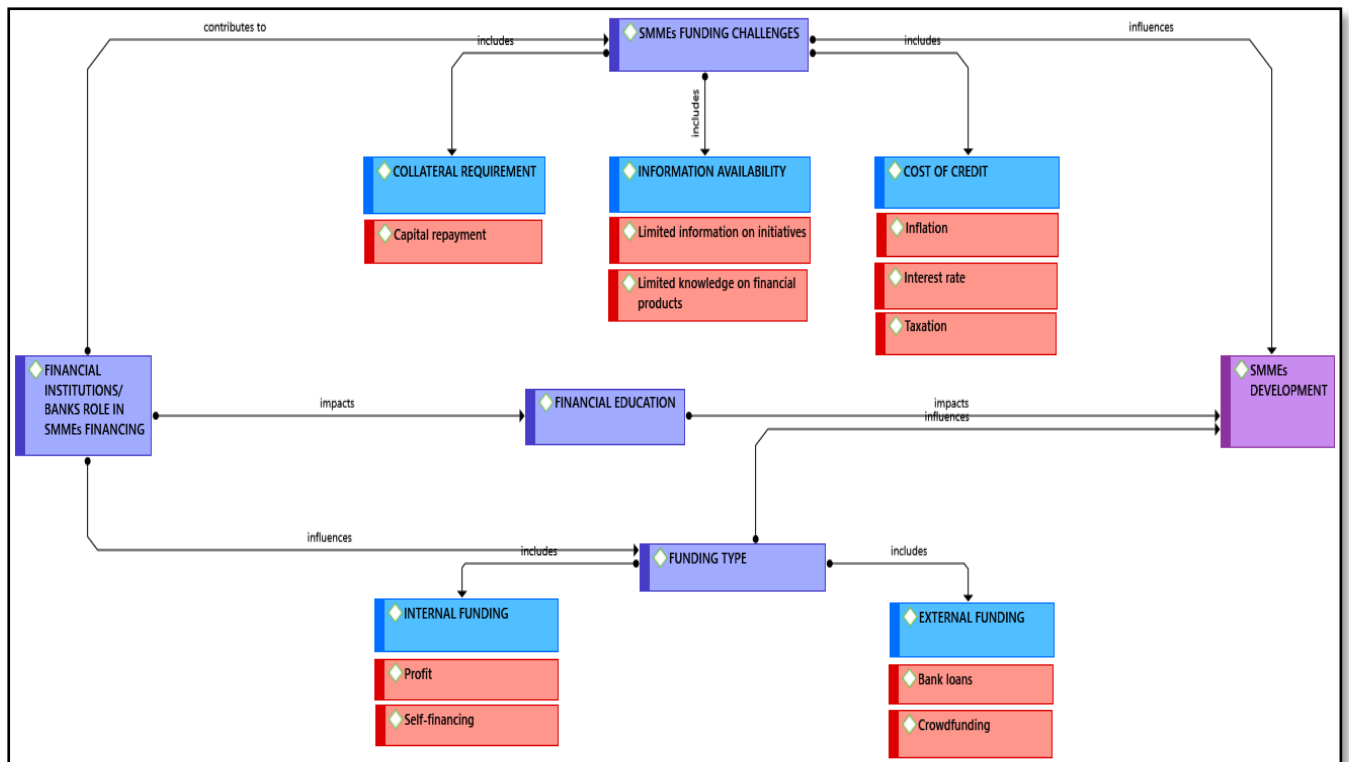 contributes to
SMMEs FUNDING CHALLENGES
influences
includes
includes
includes
COLLATERAL REQUIREMENT
INFORMATION AVAILABILITY
COST OF CREDIT
Capital repayment
Limited information on initiatives
Inflation
Limited knowledge on financial
products
Interest rate
Taxation
FINANCIAL
INSTITUTIONS/
BANKS ROLE IN
SMMEs FINANCING
impacts
FINANCIAL EDUCATION
impacts
influences
SMMEs
DEVELOPMENT
influences
FUNDING TYPE
includes
includes
INTERNAL FUNDING
EXTERNAL FUNDING
Profit
Bank loans
Self-financing
Crowdfunding